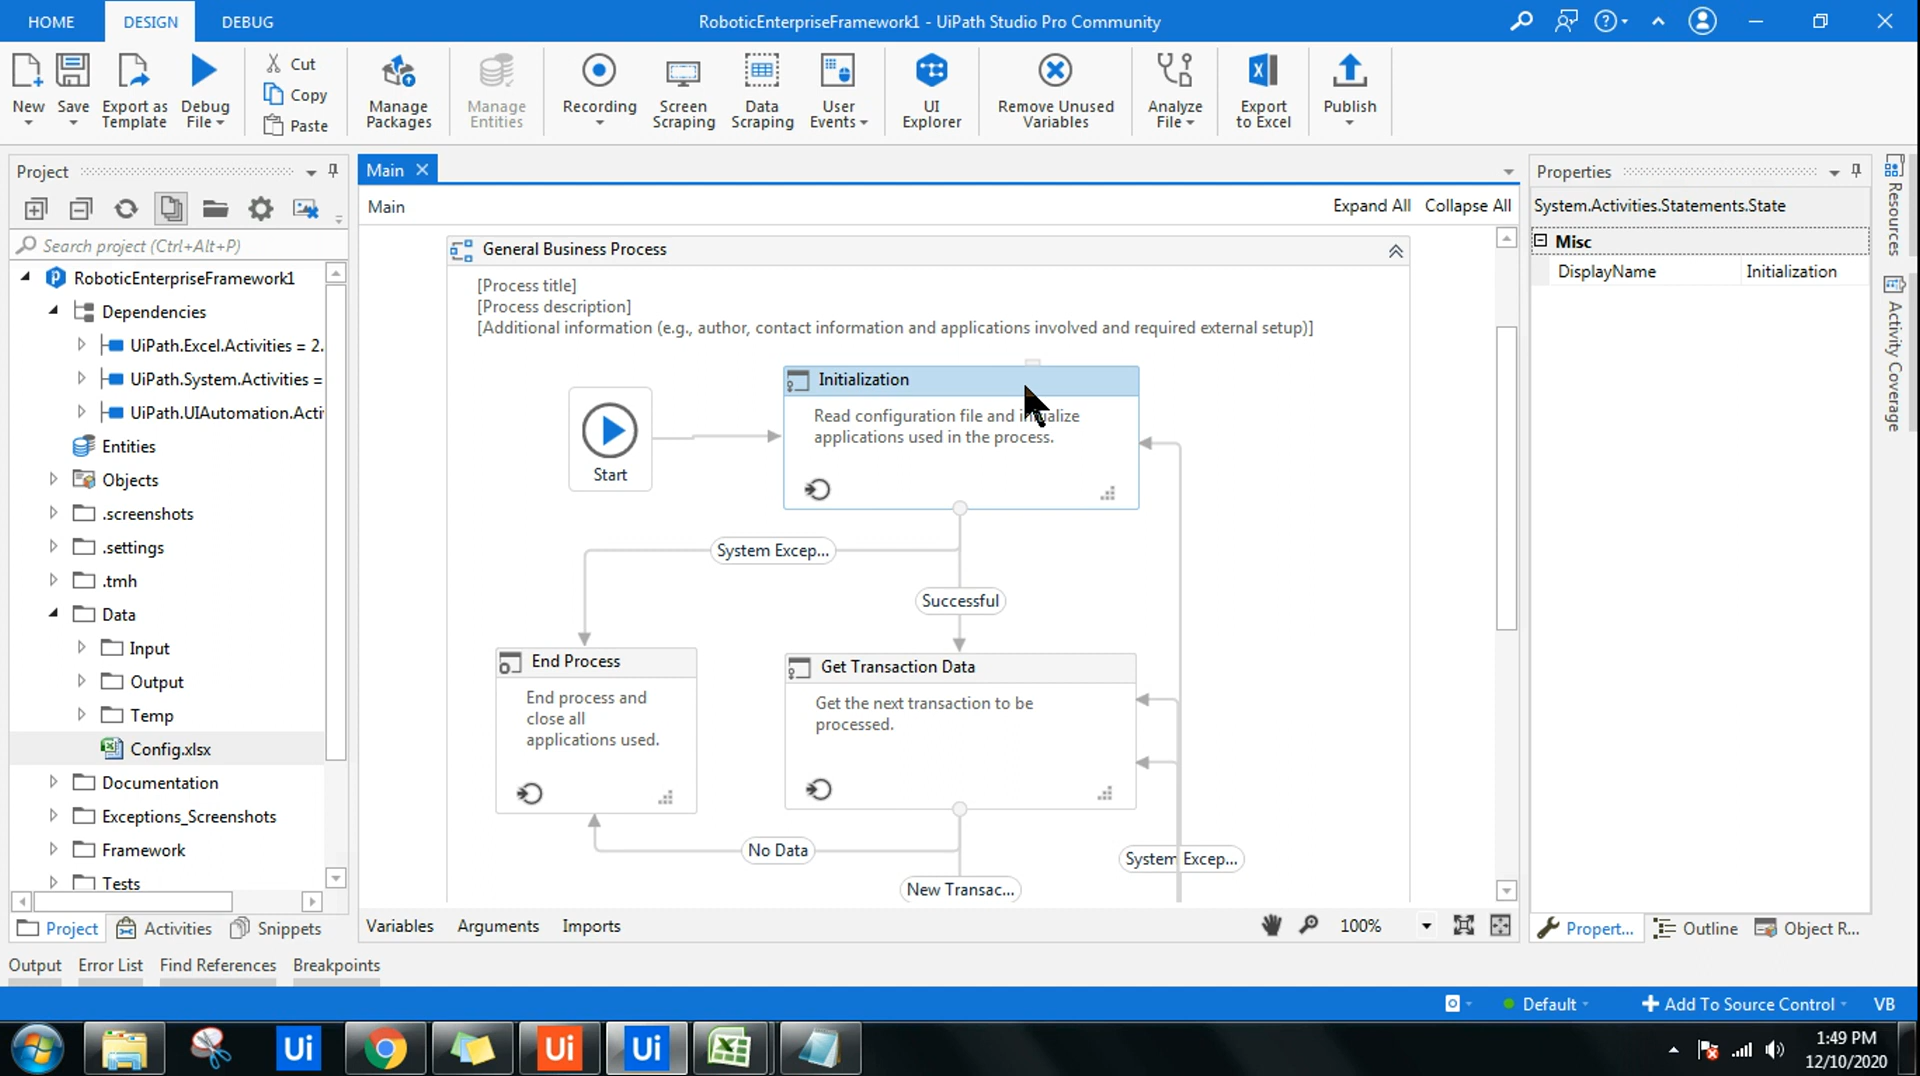 HOME DESIGN DEBUG
RoboticEnterpriseFramework1 - UiPath Studio Pro Community
New
Save
Export as
Template
Debug
File
Cut
Copy
Paste
Manage
Packages
Manage
Entities
Recording
Screen
Scraping
Data
Scraping
User
Events
UI
Explorer
Remove Unused
Variables
Analyze
File
Export
to Excel
Publish
Project
Search project (Ctrl+Alt+P)
RoboticEnterpriseFramework1
Dependencies
UiPath.Excel.Activities = 2.
UiPath.System.Activities =
UiPath.UIAutomation.Acti
Entities
Objects
.screenshots
.settings
.tmh
Data
Input
Output
Temp
Config.xlsx
Documentation
Exceptions_Screenshots
Framework
Tests
Project Activities Snippets
Main
Main
Expand All Collapse All
General Business Process
[Process title]
[Process description]
[Additional information (e.g., author, contact information and applications involved and required external setup)]
Start
Initialization
Read configuration file and initialize
applications used in the process.
System Excep...
Successful
End Process
End process and
close all
applications used.
Get Transaction Data
Get the next transaction to be
processed.
No Data
System Excep...
New Transac...
Variables Arguments Imports
100%
Properties
System.Activities.Statements.State
Misc
DisplayName Initialization
Propert... Outline Object R...
Resources
Activity Coverage
Output Error List Find References Breakpoints
Default
Add To Source Control
VB
Ui
Ui
Ui
1:49 PM
12/10/2020